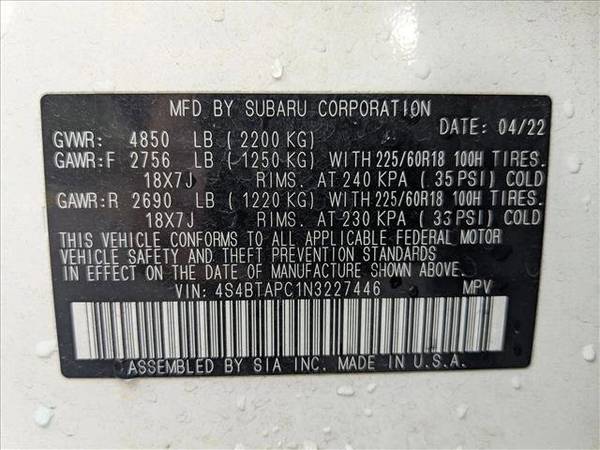 MFD BY SUBARU CORPORATION
DATE: 04/22
GVWR: 4850 LB (2200 KG)
GAWR:F 2756 LB (1250 KG) WITH 225/60R18 100H TIRES.
18X7J RIMS. AT 240 KPA (35 PSI) COLD
GAWR:R 2690 LB (1220 KG) WITH 225/60R18 100H TIRES.
18X7J RIMS. AT 230 KPA (33 PSI) COLD
THIS VEHICLE CONFORMS TO ALL APPLICABLE FEDERAL MOTOR
VEHICLE SAFETY AND THEFT PREVENTION STANDARDS
IN EFFECT ON THE DATE OF MANUFACTURE
VIN: 4S4BTAPC1N3227446 MPV
ASSEMBLED BY SIA INC. MADE IN U.S.A.